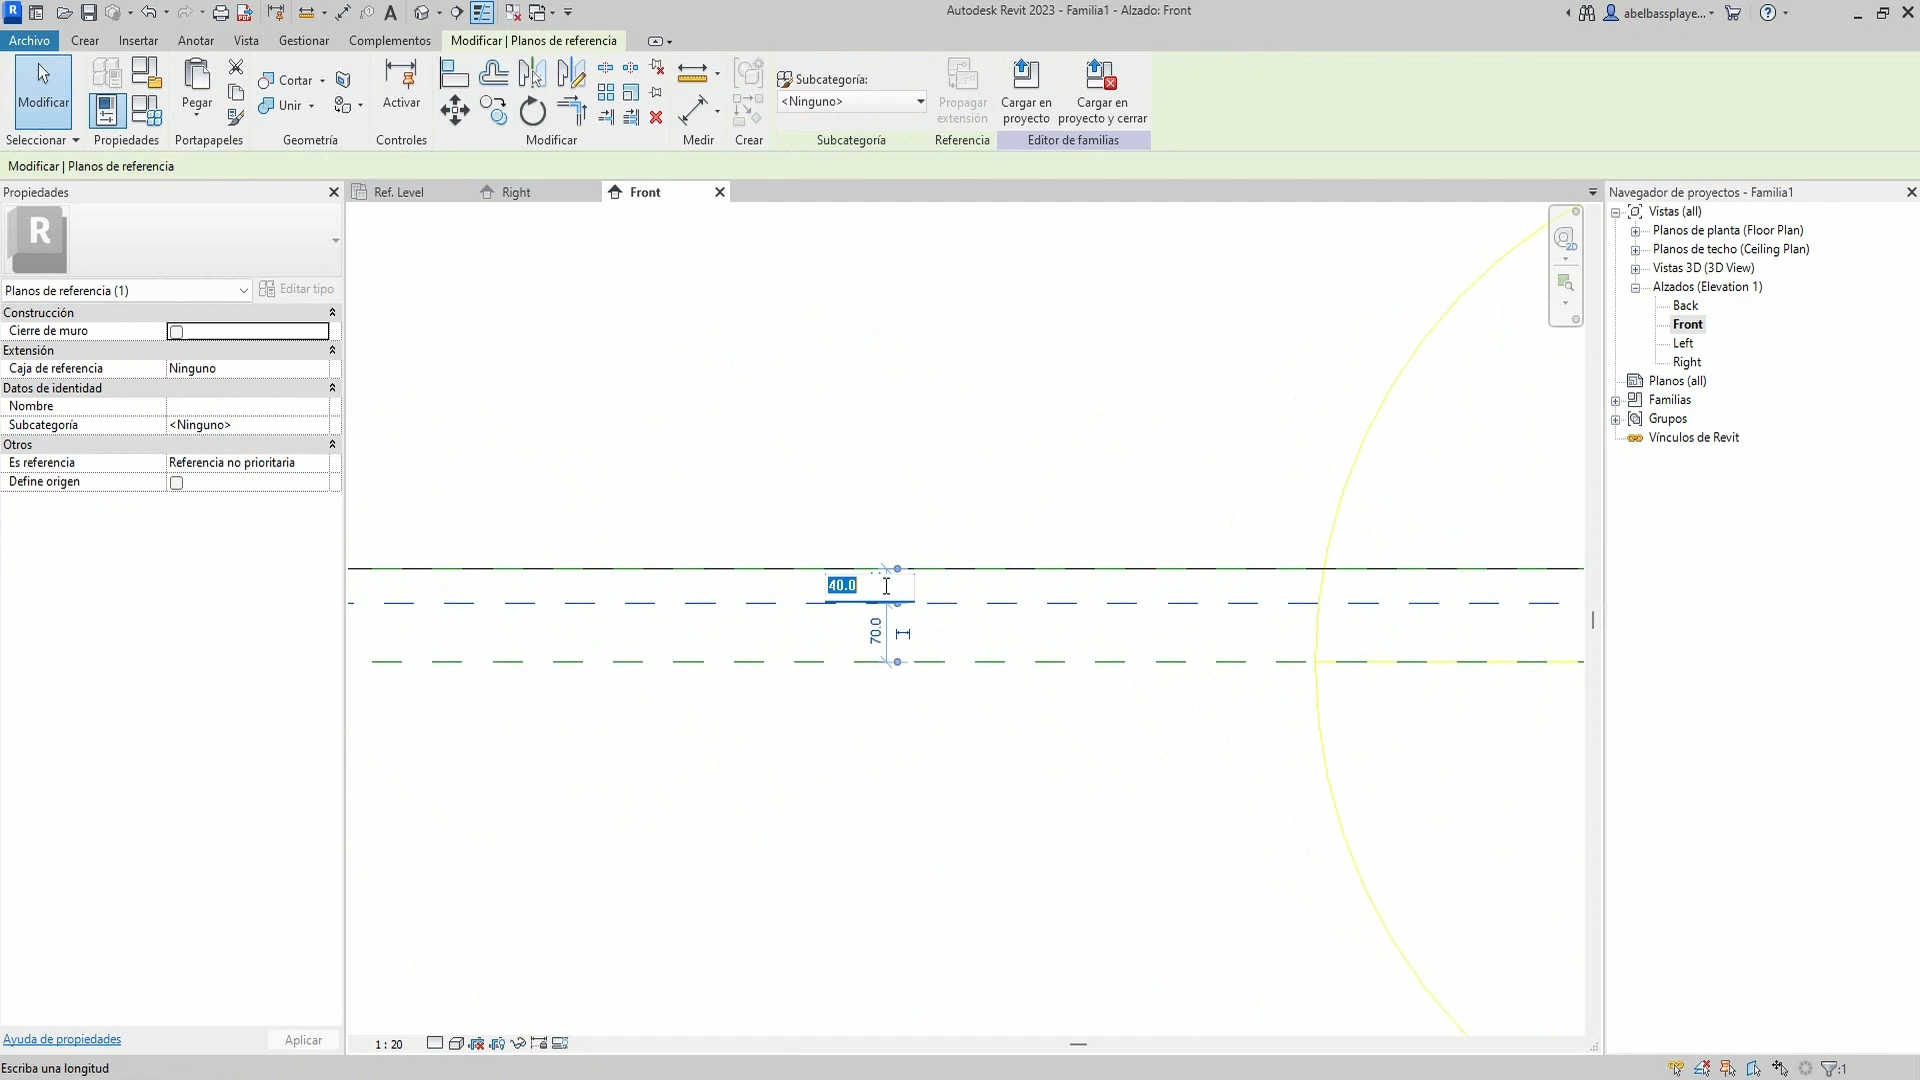 Autodesk Revit 2023 - Familia1 - Alzado: Front
abelbassplaye...
Archivo Crear Insertar Anotar Vista Gestionar Complementos Modificar | Planos de referencia
Modificar
Pegar
Cortar
Unir
Activar
Subcategoría:
<Ninguno>
Propagar extensión
Cargar en proyecto
Cargar en proyecto y cerrar
Seleccionar Propiedades Portapapeles Geometría Controles Modificar Medir Crear Subcategoría Referencia Editor de familias
Modificar | Planos de referencia
Propiedades
Ref. Level
Right
Front
Navegador de proyectos - Familia1
R
Planos de referencia (1)
Editar tipo
Construcción
Cierre de muro
Extensión
Caja de referencia Ninguno
Datos de identidad
Nombre
Subcategoría <Ninguno>
Otros
Es referencia Referencia no prioritaria
Define origen
Vistas (all)
Planos de planta (Floor Plan)
Planos de techo (Ceiling Plan)
Vistas 3D (3D View)
Alzados (Elevation 1)
Back
Front
Left
Right
Planos (all)
Familias
Grupos
Vínculos de Revit
2D
40.0
70.0
Ayuda de propiedades
Aplicar
1 : 20
Escriba una longitud
:1